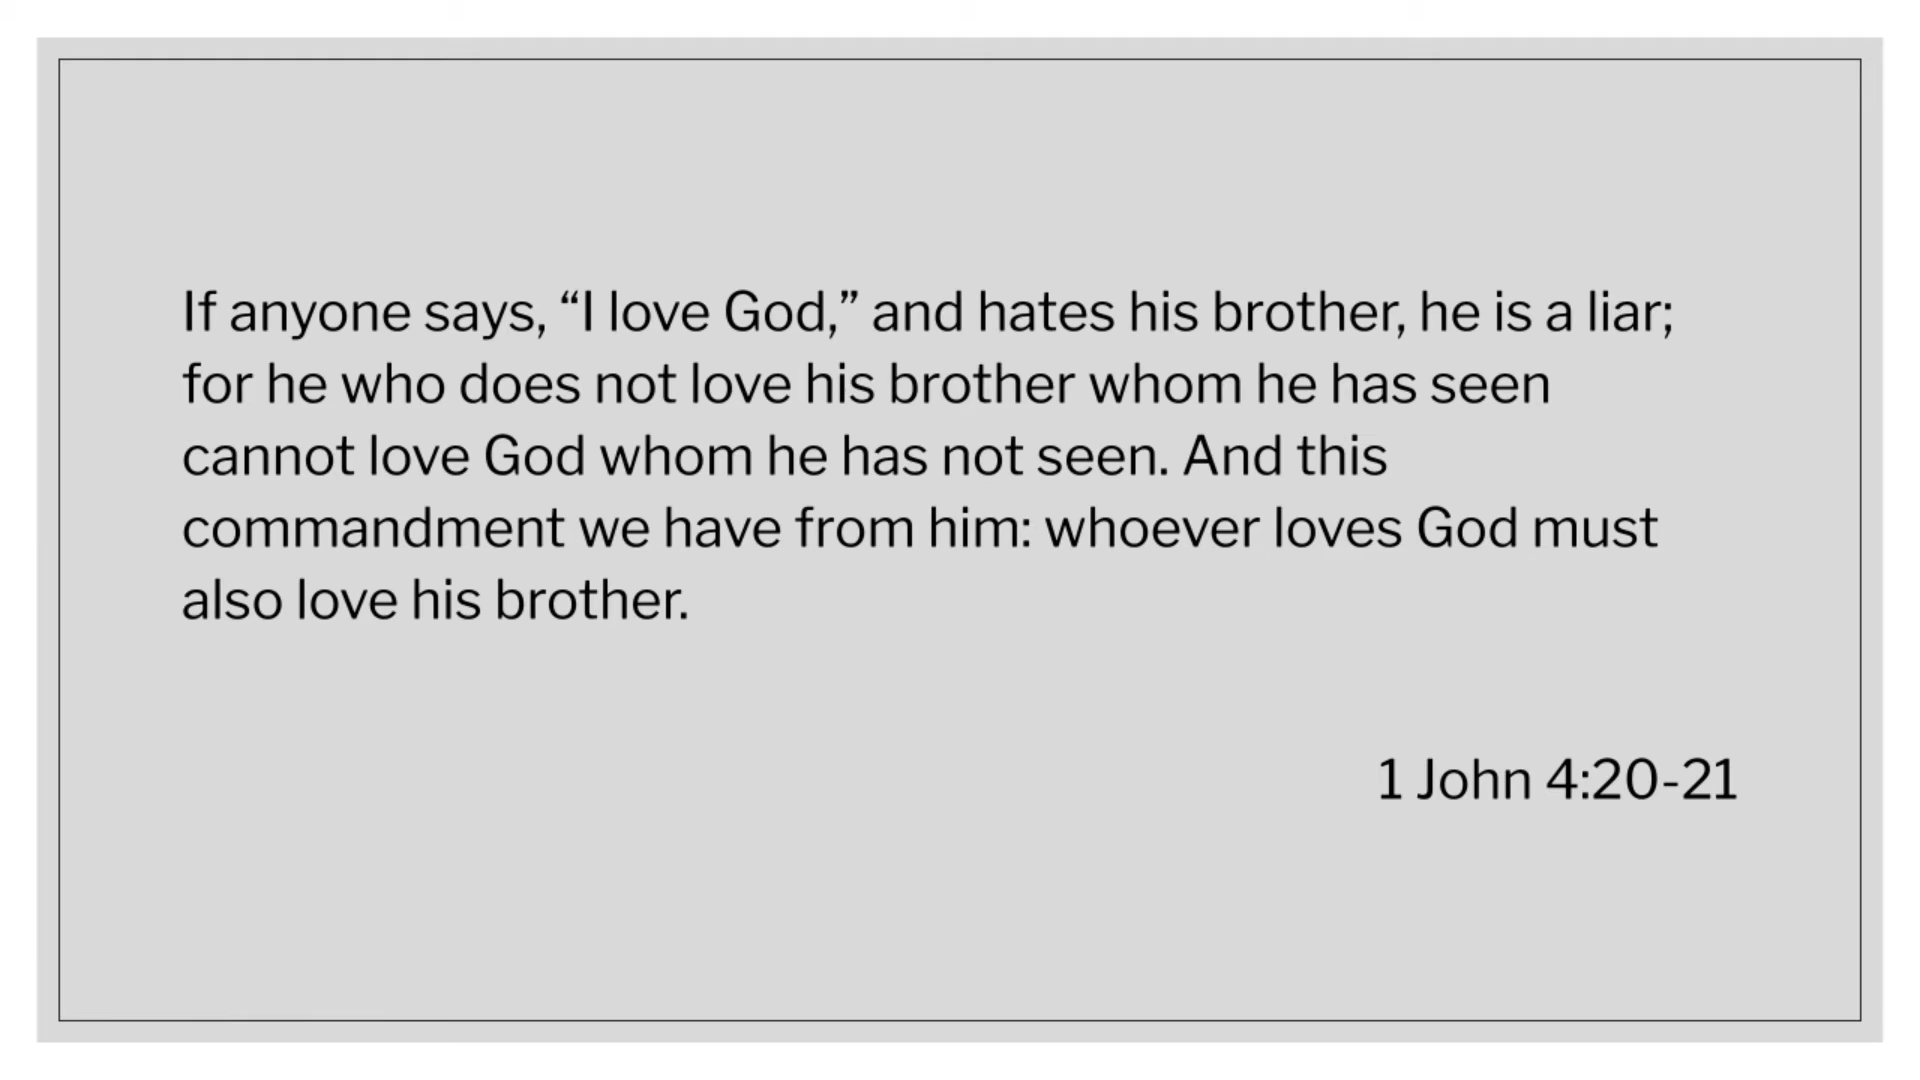 If anyone says, “I love God,” and hates his brother, he is a liar;
for he who does not love his brother whom he has seen
cannot love God whom he has not seen. And this
commandment we have from him: whoever loves God must
also love his brother.
1 John 4:20-21